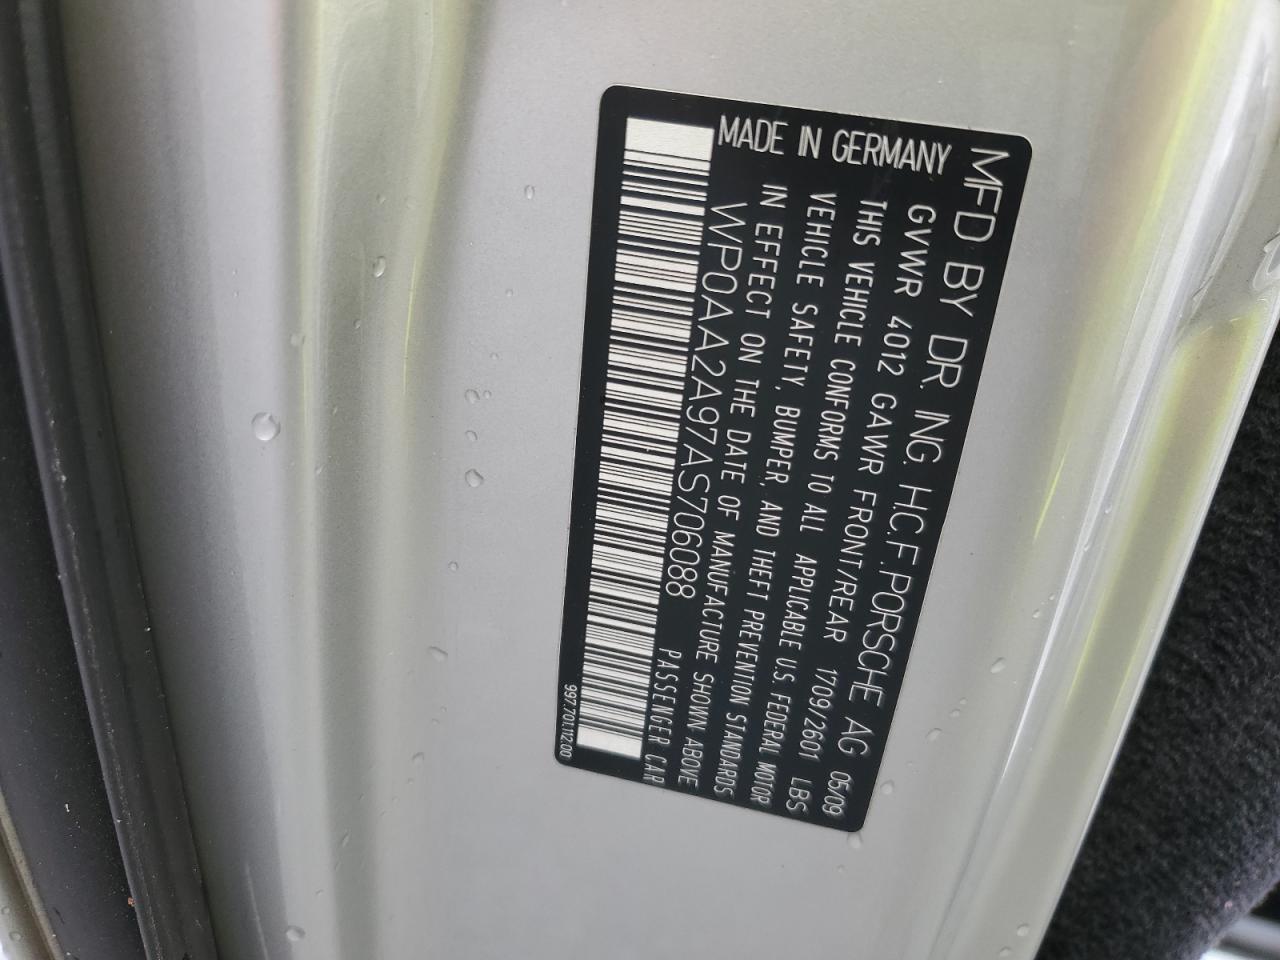 MFD BY DR. ING. H.C.F. PORSCHE AG 05/09
GVWR 4012 GAWR FRONT/REAR 1709/2601 LBS
THIS VEHICLE CONFORMS TO ALL APPLICABLE U.S. FEDERAL MOTOR
VEHICLE SAFETY, BUMPER, AND THEFT PREVENTION STANDARDS
IN EFFECT ON THE DATE OF MANUFACTURE SHOWN ABOVE
MADE IN GERMANY
WP0AA2A97AS706088 PASSENGER CAR
997.701.112.00